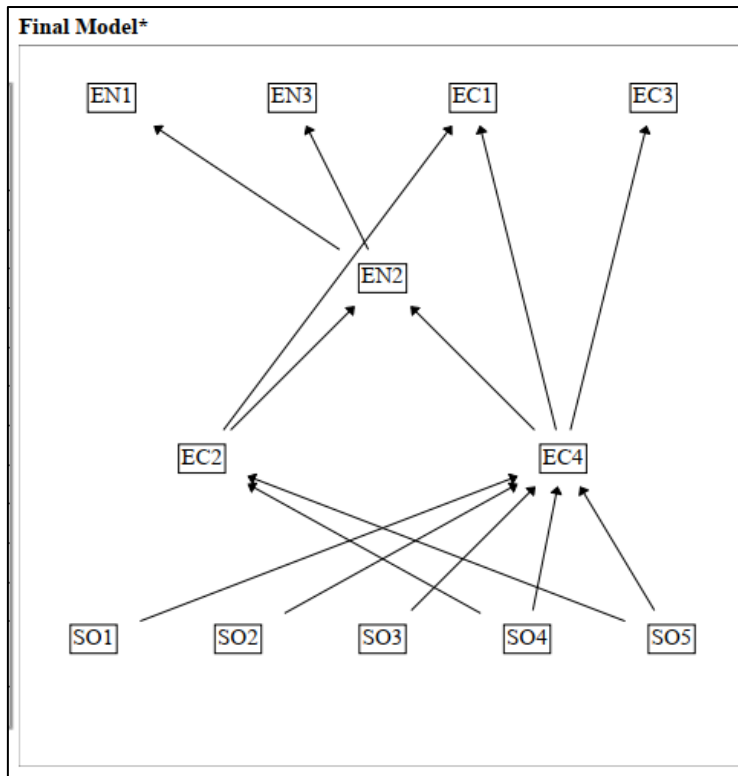 Final Model*
EN1 EN3 EC1 EC3
EN2
EC2 EC4
SO1 SO2 SO3 SO4 SO5